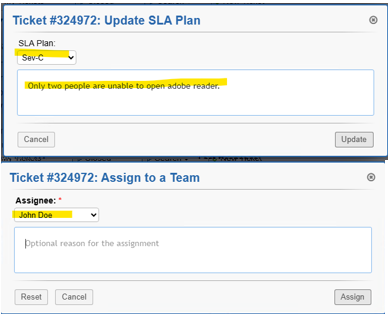 Ticket #324972: Update SLA Plan
SLA Plan:
Sev-C
Only two people are unable to open adobe reader.
Cancel
Update
Ticket #324972: Assign to a Team
Assignee: *
John Doe
Optional reason for the assignment
Reset
Cancel
Assign